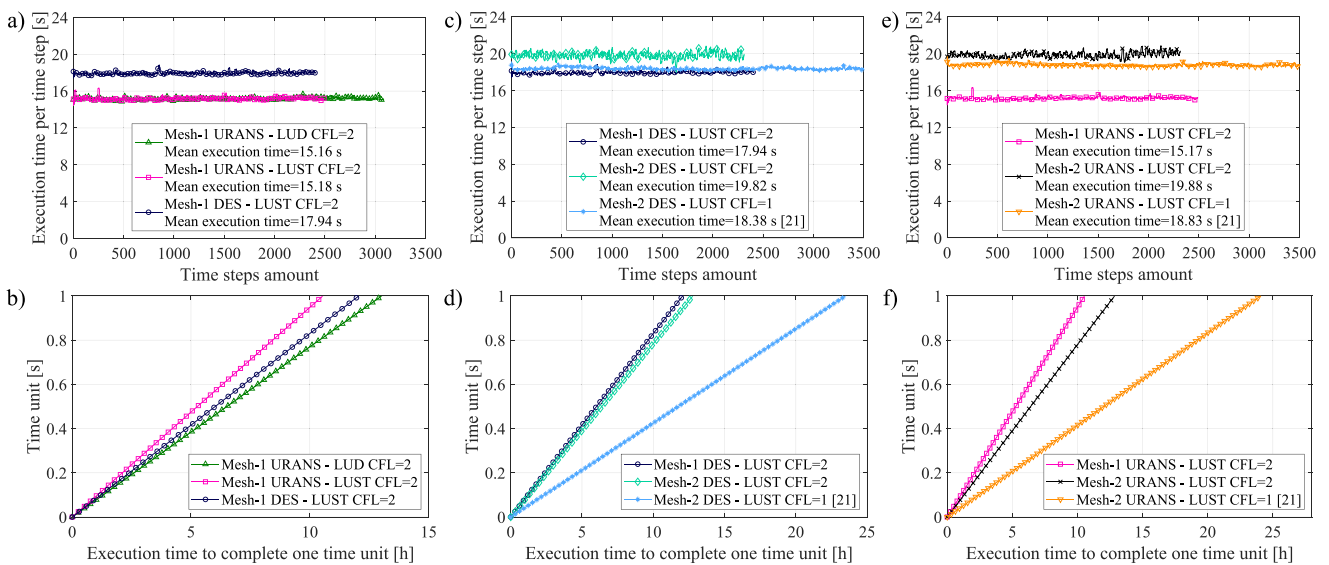 a)
Execution time per time step [s]
24
20
16
12
8
4
0
Mesh-1 URANS - LUD CFL=2
Mean execution time=15.16 s
Mesh-1 URANS - LUST CFL=2
Mean execution time=15.18 s
Mesh-1 DES - LUST CFL=2
Mean execution time=17.94 s
0 500 1000 1500 2000 2500 3000 3500
Time steps amount
c)
Execution time per time step [s]
24
20
16
12
8
4
0
Mesh-1 DES - LUST CFL=2
Mean execution time=17.94 s
Mesh-2 DES - LUST CFL=2
Mean execution time=19.82 s
Mesh-2 DES - LUST CFL=1
Mean execution time=18.38 s [21]
0 500 1000 1500 2000 2500 3000 3500
Time steps amount
e)
Execution time per time step [s]
24
20
16
12
8
4
0
Mesh-1 URANS - LUST CFL=2
Mean execution time=15.17 s
Mesh-2 URANS - LUST CFL=2
Mean execution time=19.88 s
Mesh-2 URANS - LUST CFL=1
Mean execution time=18.83 s [21]
0 500 1000 1500 2000 2500 3000 3500
Time steps amount
b)
Time unit [s]
1
0.8
0.6
0.4
0.2
0
Mesh-1 URANS - LUD CFL=2
Mesh-1 URANS - LUST CFL=2
Mesh-1 DES - LUST CFL=2
0 5 10 15
Execution time to complete one time unit [h]
d)
Time unit [s]
1
0.8
0.6
0.4
0.2
0
Mesh-1 DES - LUST CFL=2
Mesh-2 DES - LUST CFL=2
Mesh-2 DES - LUST CFL=1 [21]
0 5 10 15 20 25
Execution time to complete one time unit [h]
f)
Time unit [s]
1
0.8
0.6
0.4
0.2
0
Mesh-1 URANS - LUST CFL=2
Mesh-2 URANS - LUST CFL=2
Mesh-2 URANS - LUST CFL=1 [21]
0 5 10 15 20 25
Execution time to complete one time unit [h]